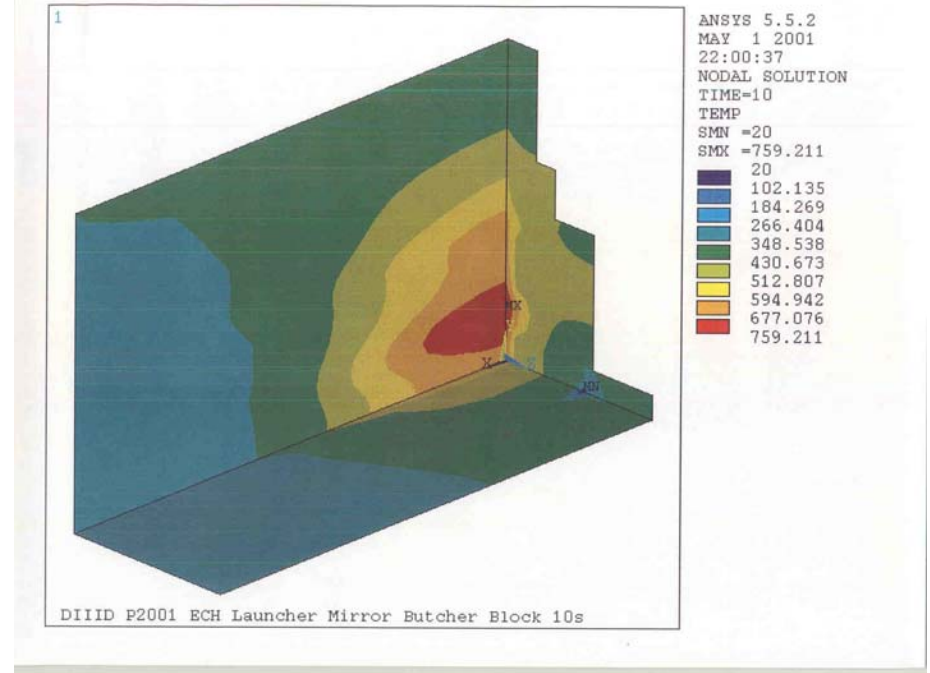 1
ANSYS 5.5.2
MAY 1 2001
22:00:37
NODAL SOLUTION
TIME=10
TEMP
SMN =20
SMX =759.211
20
102.135
184.269
266.404
348.538
430.673
512.807
594.942
677.076
759.211
MX
X
Z
MN
DIIID P2001 ECH Launcher Mirror Butcher Block 10s